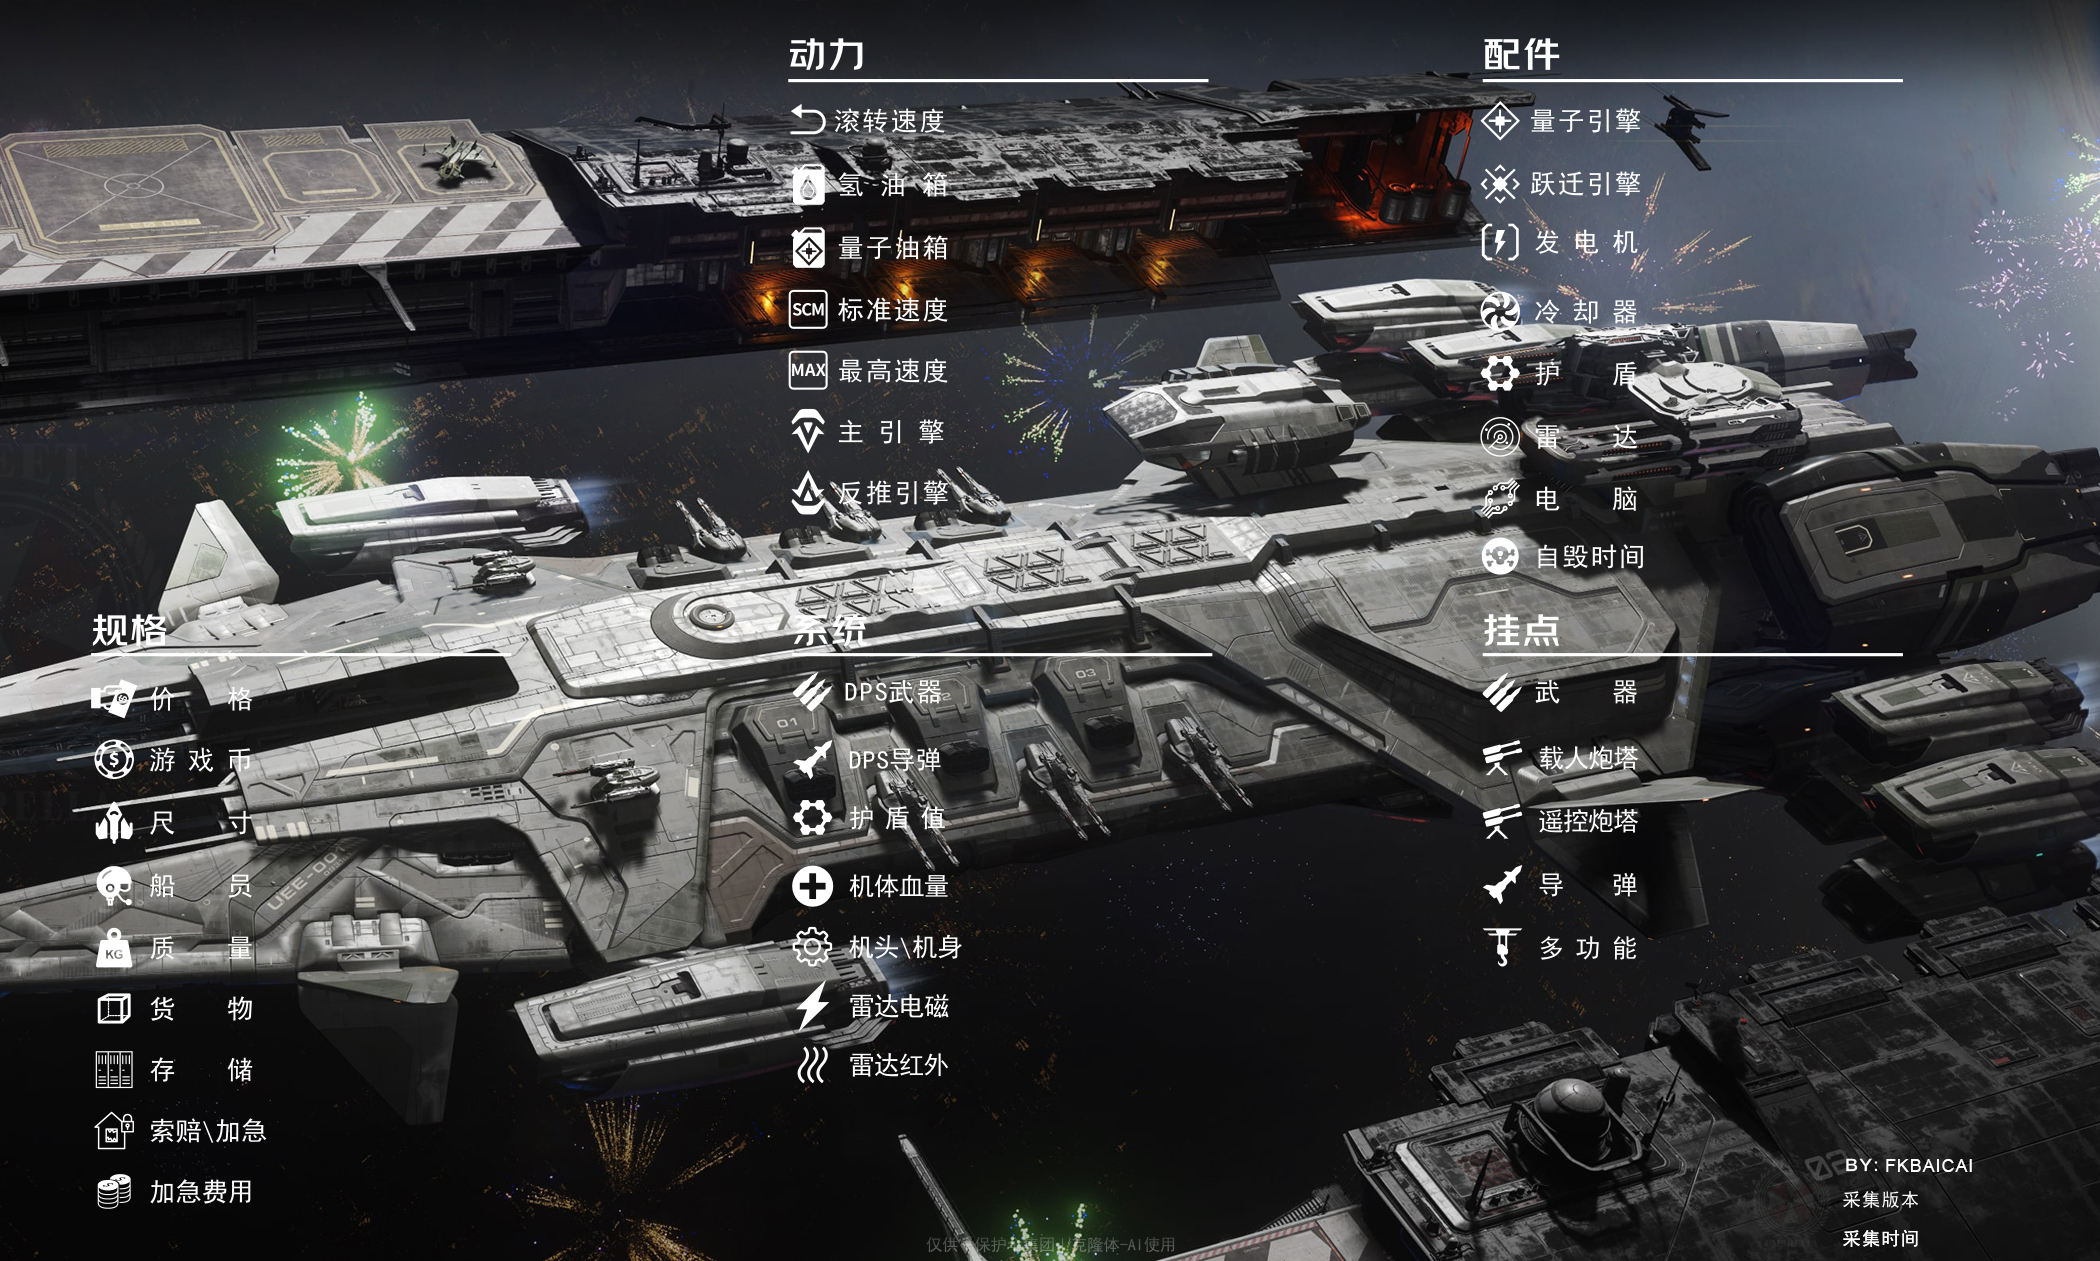 动力
滚转速度
氢油箱
量子油箱
SCM 标准速度
MAX 最高速度
主引擎
反推引擎
配件
量子引擎
跃迁引擎
发电机
冷却器
护盾
雷达
电脑
自毁时间
规格
价格
游戏币
尺寸
船员
KG 质量
货物
存储
索赔\加急
加急费用
系统
DPS武器
DPS导弹
护盾值
机体血量
机头\机身
雷达电磁
雷达红外
挂点
武器
载人炮塔
遥控炮塔
导弹
多功能
01
03
BY: FKBAICAI
采集版本
采集时间